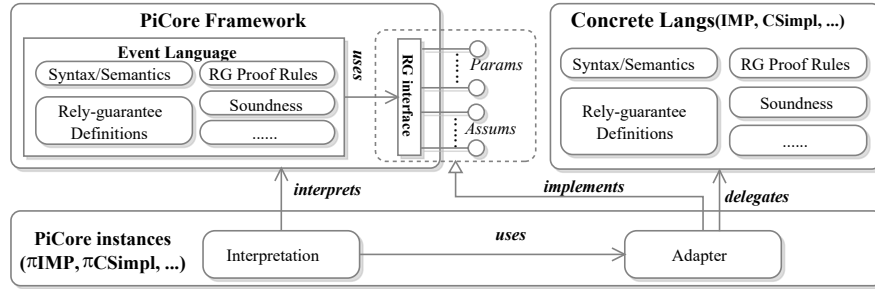 PiCore Framework
Event Language
Syntax/Semantics
RG Proof Rules
Rely-guarantee
Definitions
Soundness
......
uses
RG interface
Params
Assums
Concrete Langs(IMP, CSimpl, ...)
Syntax/Semantics
RG Proof Rules
Rely-guarantee
Definitions
Soundness
......
interprets
implements
delegates
PiCore instances
(πIMP, πCSimpl, ...)
Interpretation
uses
Adapter